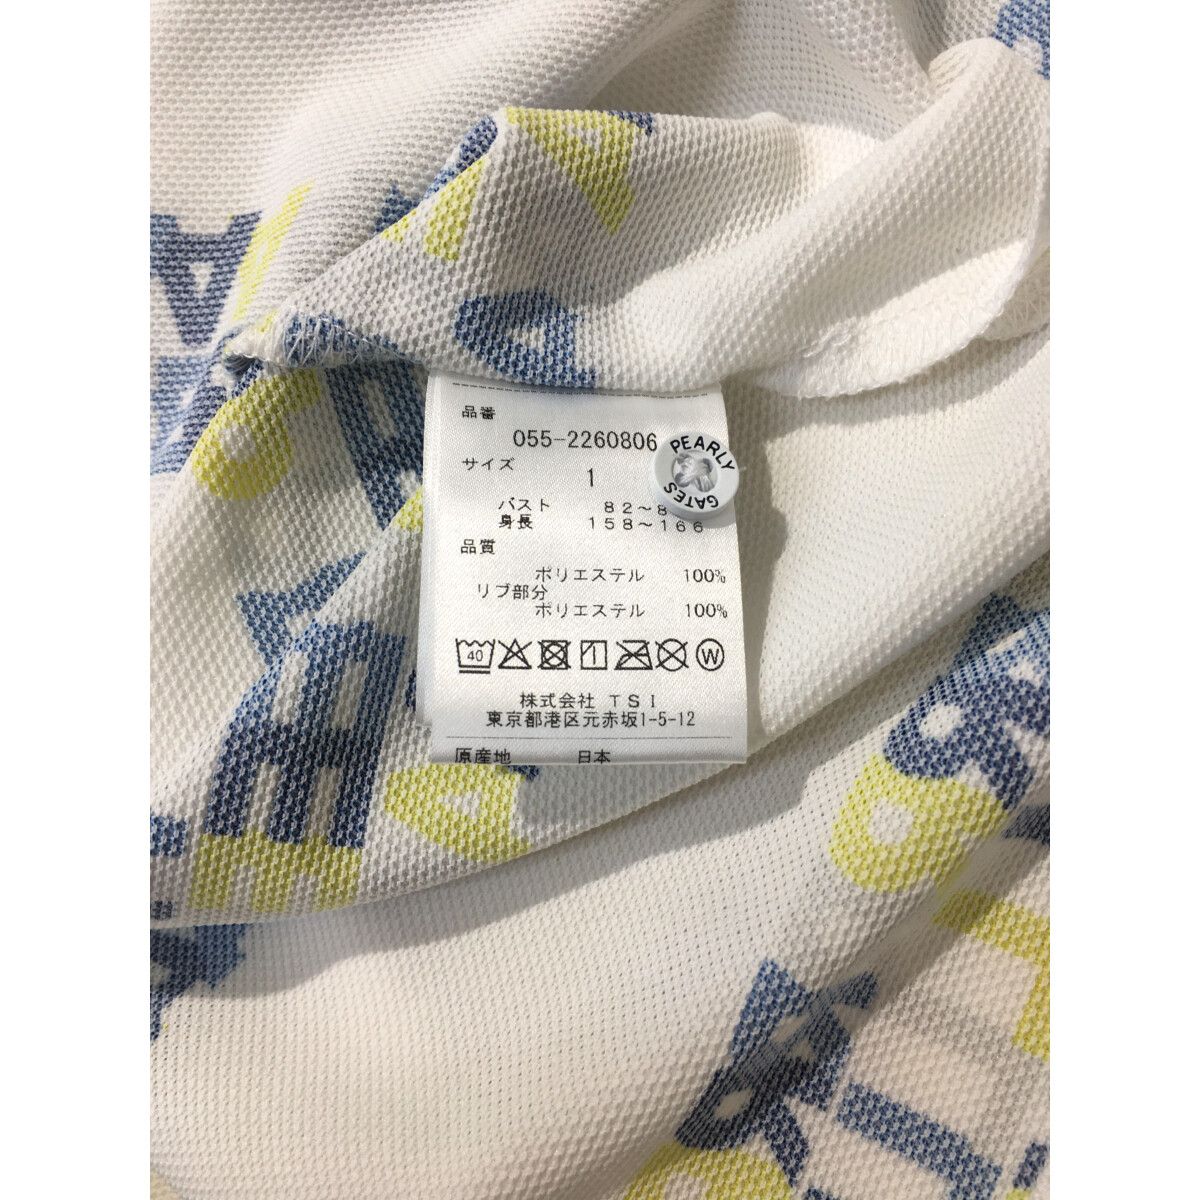 品番
055-2260806
サイズ
1
バスト 82～8
身長 158～166
品質
ポリエステル 100%
リブ部分
ポリエステル 100%
40
W
株式会社 TSI
東京都港区元赤坂1-5-12
原産地 日本
PEARLY
GATES